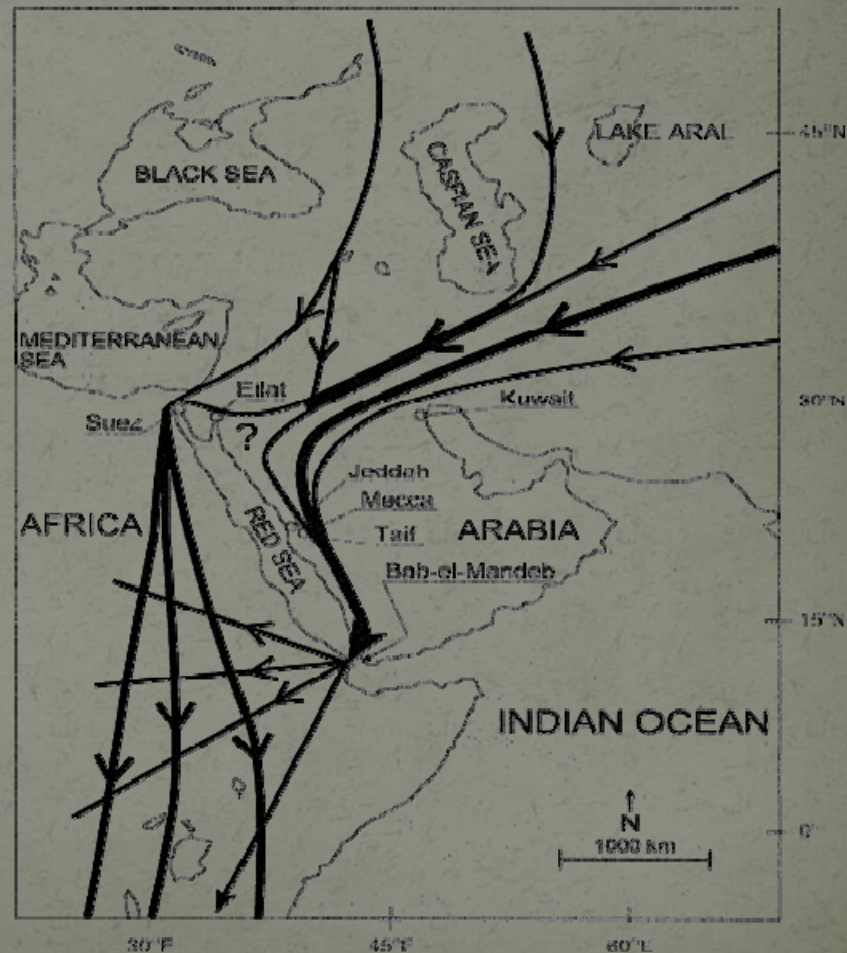 LAKE ARAL
45°N
BLACK SEA
CASPIAN SEA
MEDITERRANEAN
SEA
Eilat
Kuwait
30°N
Suez
?
Jeddah
Mecca
AFRICA
RED SEA
Taif
ARABIA
Bab-el-Mandeb
15°N
INDIAN OCEAN
N
1000 km
0°
30°E
45°E
60°E